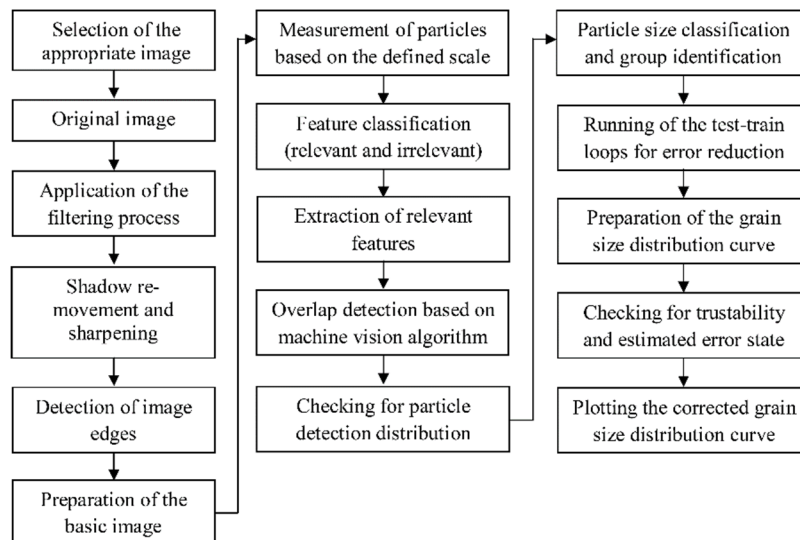 Selection of the
appropriate image
Original image
Application of the
filtering process
Shadow re-
movement and
sharpening
Detection of image
edges
Preparation of the
basic image
Measurement of particles
based on the defined scale
Feature classification
(relevant and irrelevant)
Extraction of relevant
features
Overlap detection based on
machine vision algorithm
Checking for particle
detection distribution
Particle size classification
and group identification
Running of the test-train
loops for error reduction
Preparation of the grain
size distribution curve
Checking for trustability
and estimated error state
Plotting the corrected grain
size distribution curve